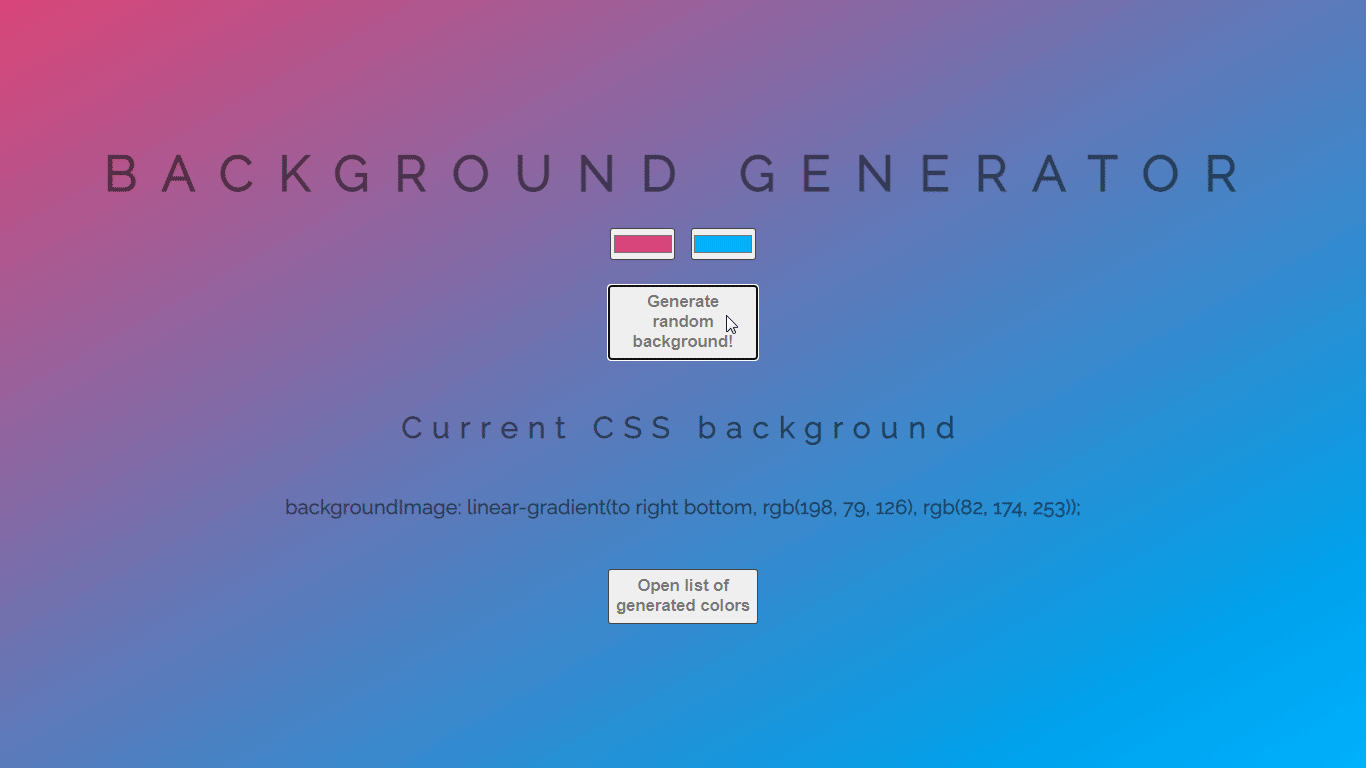 BACKGROUND GENERATOR
Generate
random
background!
Current CSS background
backgroundImage: linear-gradient(to right bottom, rgb(198, 79, 126), rgb(82, 174, 253));
Open list of
generated colors